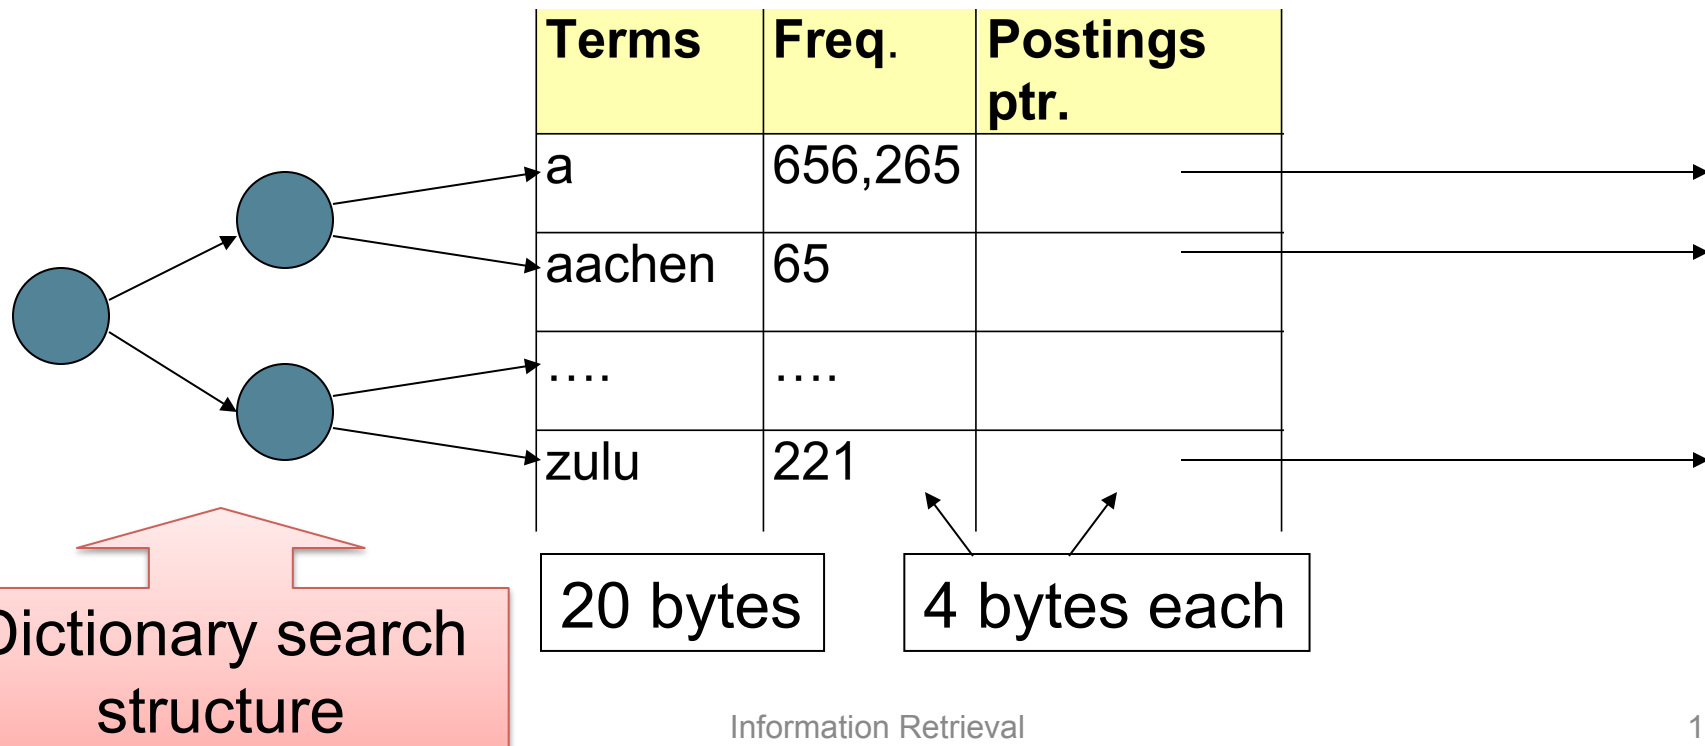 Terms Freq. Postings
ptr.
a 656,265
aachen 65
…. ….
zulu 221
20 bytes 4 bytes each
Dictionary search
structure
Information Retrieval 1